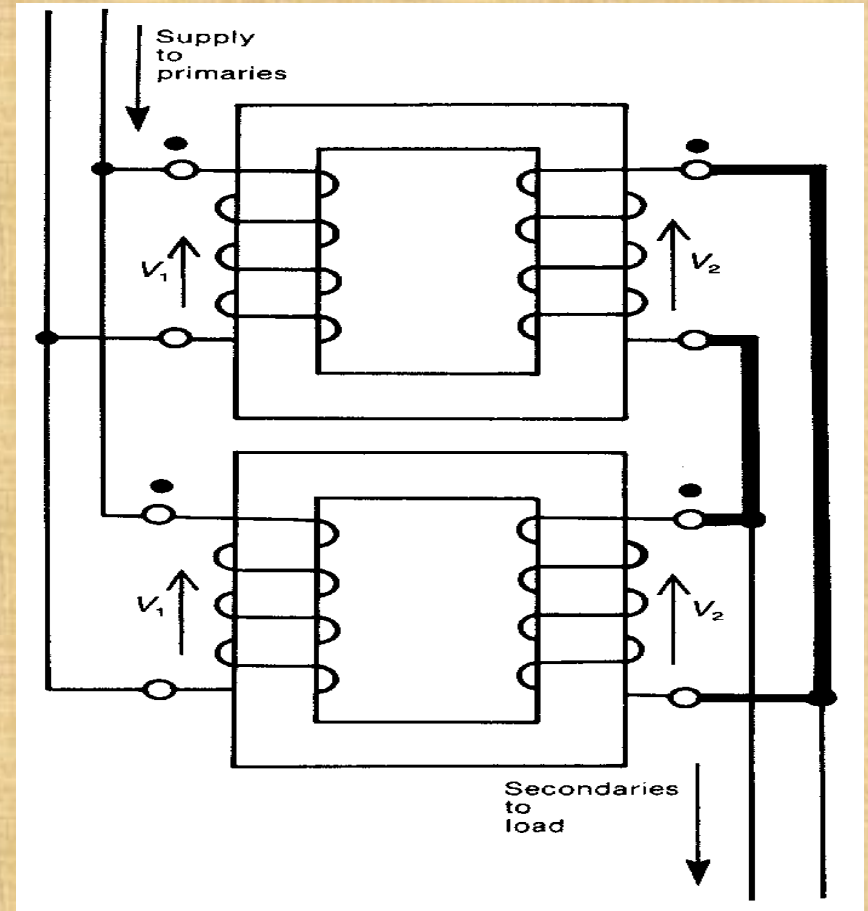 Supply
to
primaries
V₁
V₂
V₁
V₂
Secondaries
to
load